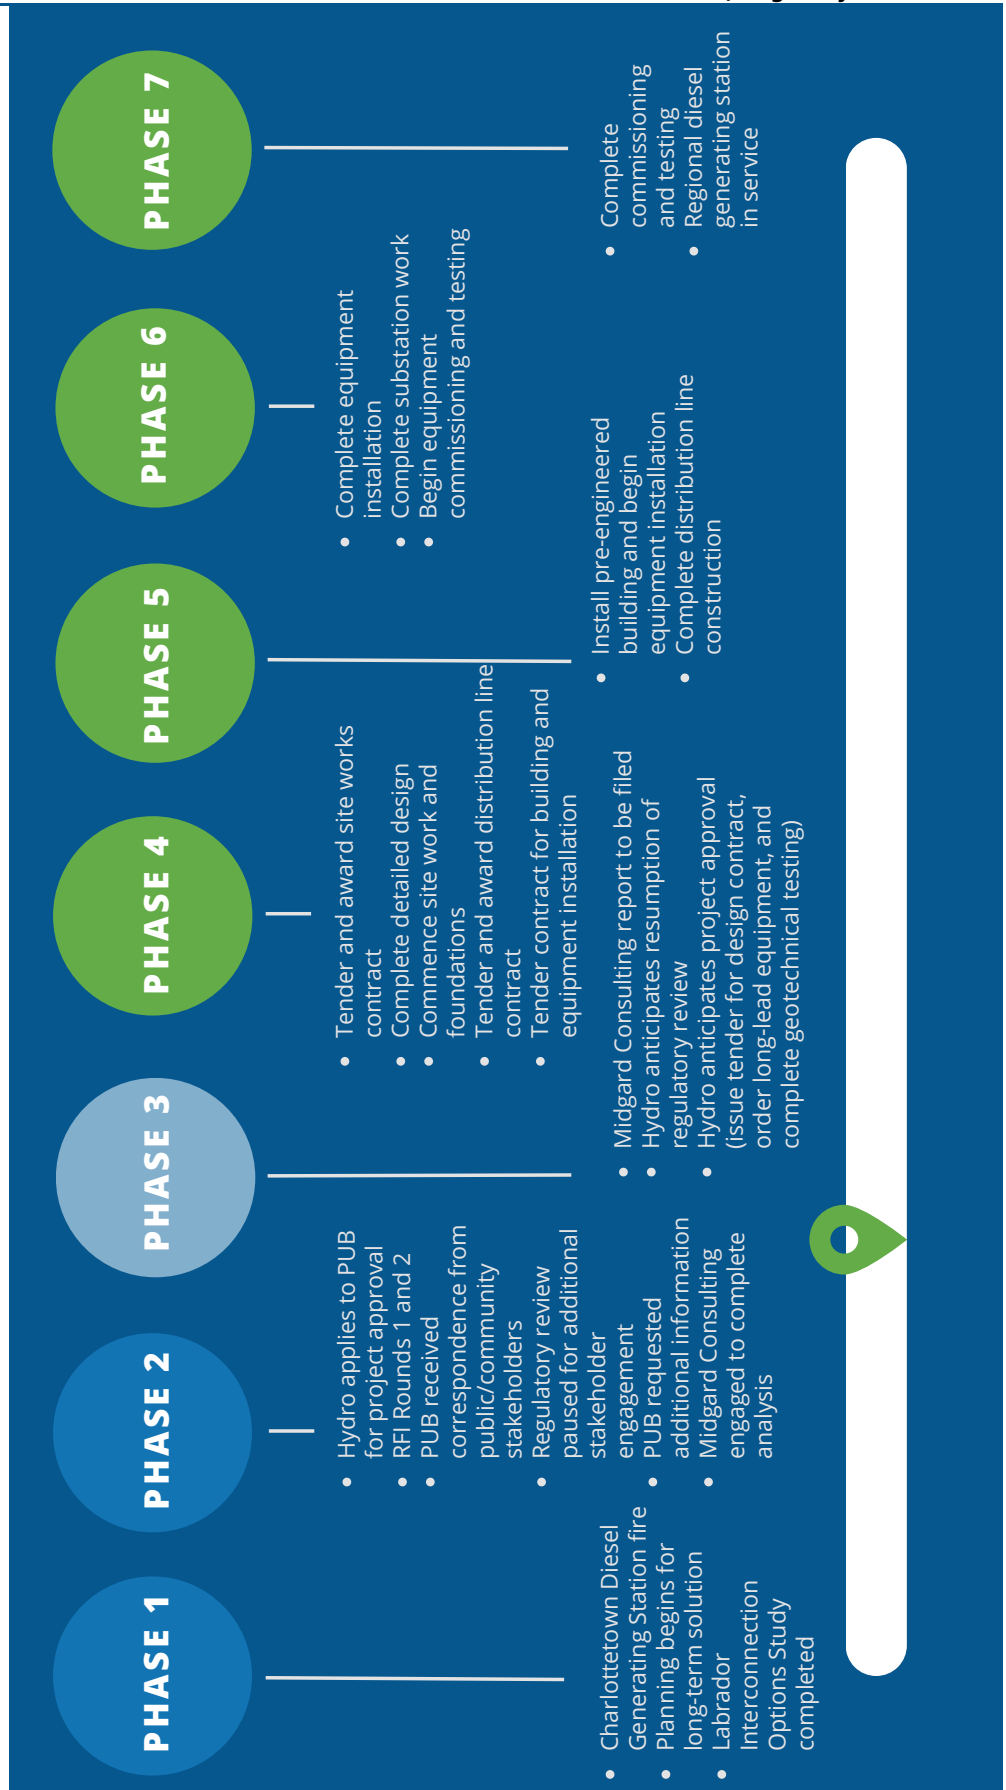 PHASE 1
Charlottetown Diesel
Generating Station fire
Planning begins for
long-term solution
Labrador
Interconnection
Options Study
completed
PHASE 2
Hydro applies to PUB
for project approval
RFI Rounds 1 and 2
PUB received
correspondence from
public/community
stakeholders
Regulatory review
paused for additional
stakeholder
engagement
PUB requested
additional information
Midgard Consulting
engaged to complete
analysis
PHASE 3
Midgard Consulting report to be filed
Hydro anticipates resumption of
regulatory review
Hydro anticipates project approval
(issue tender for design contract,
order long-lead equipment, and
complete geotechnical testing)
PHASE 4
Tender and award site works
contract
Complete detailed design
Commence site work and
foundations
Tender and award distribution line
contract
Tender contract for building and
equipment installation
PHASE 5
Install pre-engineered
building and begin
equipment installation
Complete distribution line
construction
PHASE 6
Complete equipment
installation
Complete substation work
Begin equipment
commissioning and testing
PHASE 7
Complete
commissioning
and testing
Regional diesel
generating station
in service